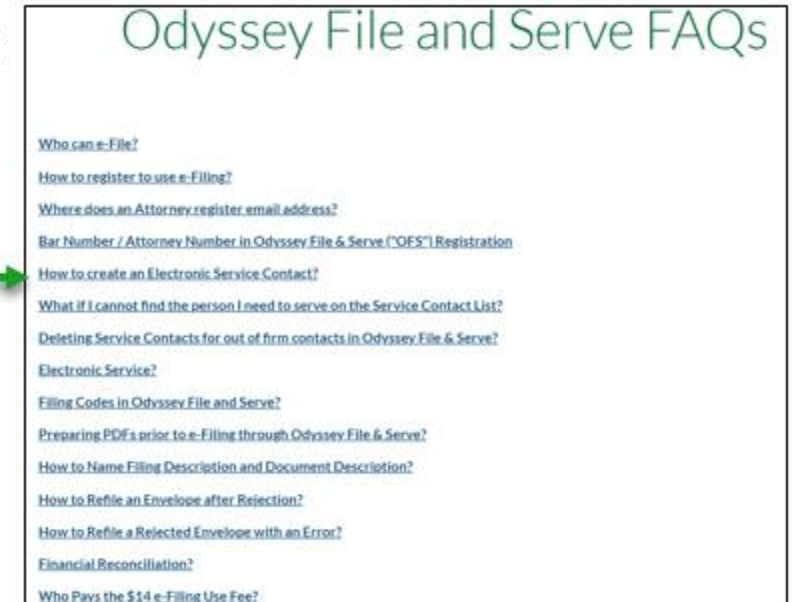 Odyssey File and Serve FAQs
Who can e-File?
How to register to use e-Filing?
Where does an Attorney register email address?
Bar Number / Attorney Number in Odyssey File & Serve ("OFS") Registration
How to create an Electronic Service Contact?
What if I cannot find the person I need to serve on the Service Contact List?
Deleting Service Contacts for out of firm contacts in Odyssey File & Serve?
Electronic Service?
Filing Codes in Odyssey File and Serve?
Preparing PDFs prior to e-Filing through Odyssey File & Serve?
How to Name Filing Description and Document Description?
How to Refile an Envelope after Rejection?
How to Refile a Rejected Envelope with an Error?
Financial Reconciliation?
Who Pays the $14 e-Filing Use Fee?